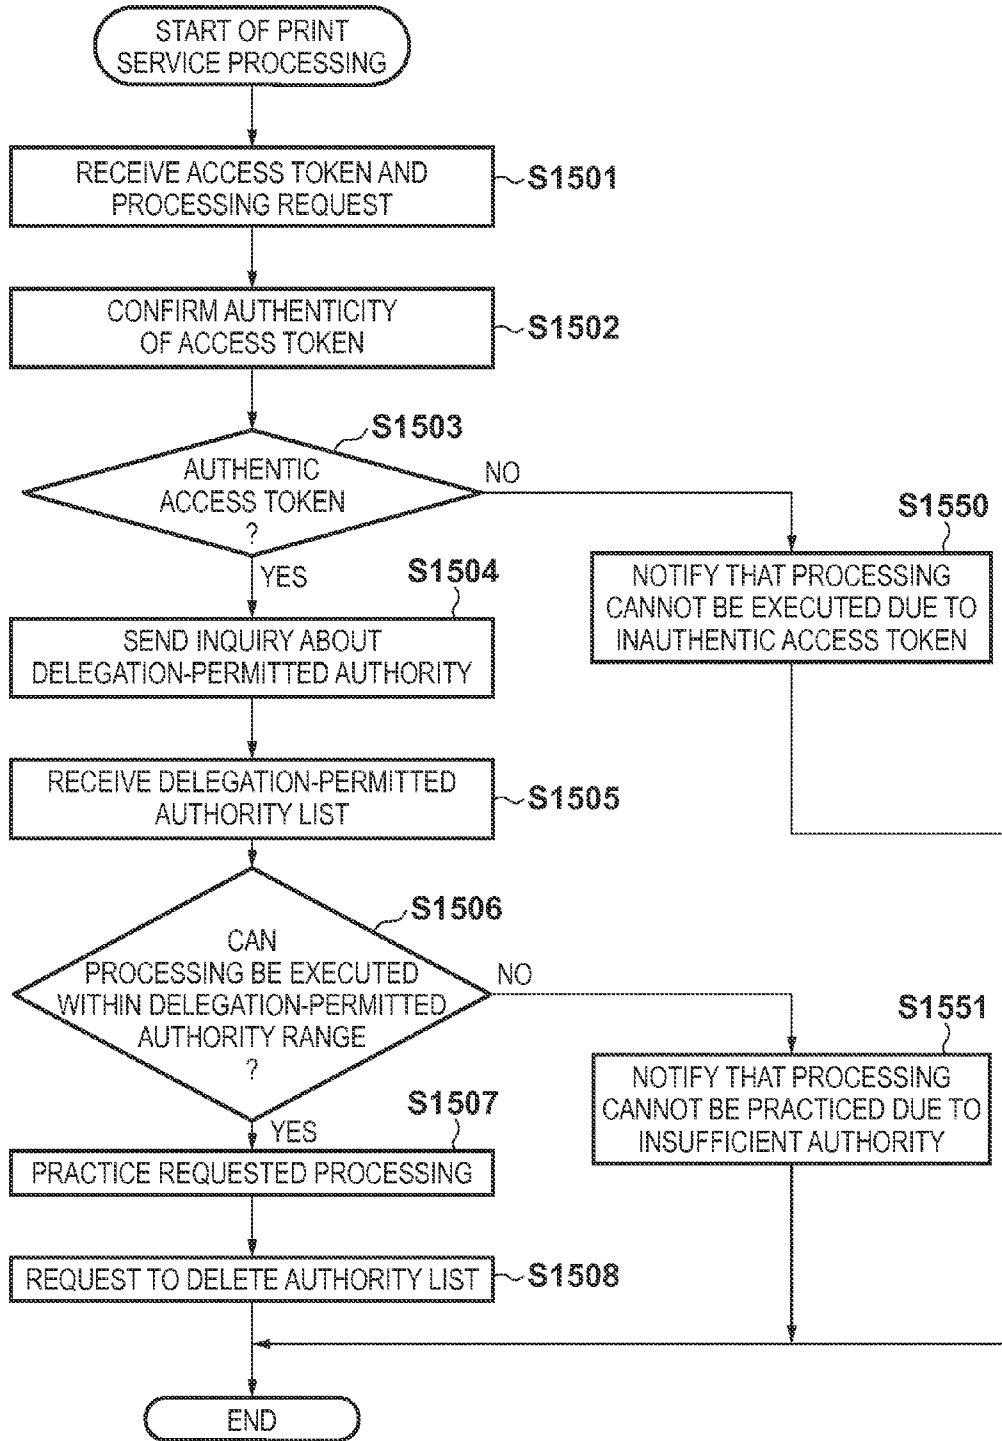 START OF PRINT
SERVICE PROCESSING
RECEIVE ACCESS TOKEN AND
PROCESSING REQUEST
S1501
CONFIRM AUTHENTICITY
OF ACCESS TOKEN
S1502
S1503
AUTHENTIC
ACCESS TOKEN
?
NO
YES
S1550
NOTIFY THAT PROCESSING
CANNOT BE EXECUTED DUE TO
INAUTHENTIC ACCESS TOKEN
S1504
SEND INQUIRY ABOUT
DELEGATION-PERMITTED AUTHORITY
RECEIVE DELEGATION-PERMITTED
AUTHORITY LIST
S1505
S1506
CAN
PROCESSING BE EXECUTED
WITHIN DELEGATION-PERMITTED
AUTHORITY RANGE
?
NO
YES
S1551
NOTIFY THAT PROCESSING
CANNOT BE PRACTICED DUE TO
INSUFFICIENT AUTHORITY
S1507
PRACTICE REQUESTED PROCESSING
REQUEST TO DELETE AUTHORITY LIST
S1508
END